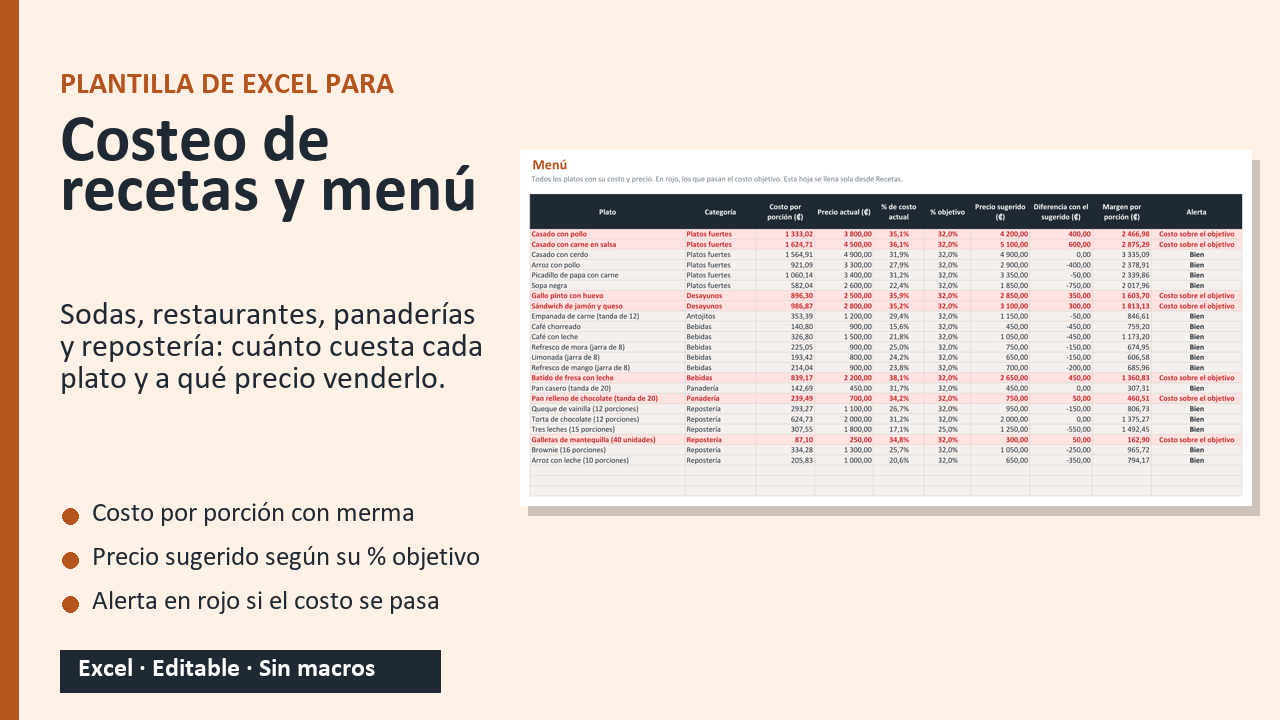 PLANTILLA DE EXCEL PARA
Costeo de
recetas y menú
Sodas, restaurantes, panaderías
y repostería: cuánto cuesta cada
plato y a qué precio venderlo.
Costo por porción con merma
Precio sugerido según su % objetivo
Alerta en rojo si el costo se pasa
Excel · Editable · Sin macros
Menú
Todos los platos con su costo y precio. En rojo, los que pasan el costo objetivo. Esta hoja se llena sola desde Recetas.
Plato Categoría Costo por porción (₡) Precio actual (₡) % de costo actual % objetivo Precio sugerido (₡) Diferencia con el sugerido (₡) Margen por porción (₡) Alerta
Casado con pollo Platos fuertes 1 333,02 3 800,00 35,1% 32,0% 4 200,00 400,00 2 466,98 Costo sobre el objetivo
Casado con carne en salsa Platos fuertes 1 624,71 4 500,00 36,1% 32,0% 5 100,00 600,00 2 875,29 Costo sobre el objetivo
Casado con cerdo Platos fuertes 1 564,91 4 900,00 31,9% 32,0% 4 900,00 0,00 3 335,09 Bien
Arroz con pollo Platos fuertes 921,09 3 300,00 27,9% 32,0% 2 900,00 -400,00 2 378,91 Bien
Picadillo de papa con carne Platos fuertes 1 060,14 3 400,00 31,2% 32,0% 3 350,00 -50,00 2 339,86 Bien
Sopa negra Platos fuertes 582,04 2 600,00 22,4% 32,0% 1 850,00 -750,00 2 017,96 Bien
Gallo pinto con huevo Desayunos 896,30 2 500,00 35,9% 32,0% 2 850,00 350,00 1 603,70 Costo sobre el objetivo
Sándwich de jamón y queso Desayunos 986,87 2 800,00 35,2% 32,0% 3 100,00 300,00 1 813,13 Costo sobre el objetivo
Empanada de carne (tanda de 12) Antojitos 353,39 1 200,00 29,4% 32,0% 1 150,00 -50,00 846,61 Bien
Café chorreado Bebidas 140,80 900,00 15,6% 32,0% 450,00 -450,00 759,20 Bien
Café con leche Bebidas 326,80 1 500,00 21,8% 32,0% 1 050,00 -450,00 1 173,20 Bien
Refresco de mora (jarra de 8) Bebidas 225,05 900,00 25,0% 32,0% 750,00 -150,00 674,95 Bien
Limonada (jarra de 8) Bebidas 193,42 800,00 24,2% 32,0% 650,00 -150,00 606,58 Bien
Refresco de mango (jarra de 8) Bebidas 214,04 900,00 23,8% 32,0% 700,00 -200,00 685,96 Bien
Batido de fresa con leche Bebidas 839,17 2 200,00 38,1% 32,0% 2 650,00 450,00 1 360,83 Costo sobre el objetivo
Pan casero (tanda de 20) Panadería 142,69 450,00 31,7% 32,0% 450,00 0,00 307,31 Bien
Pan relleno de chocolate (tanda de 20) Panadería 239,49 700,00 34,2% 32,0% 750,00 50,00 460,51 Costo sobre el objetivo
Queque de vainilla (12 porciones) Repostería 293,27 1 100,00 26,7% 32,0% 950,00 -150,00 806,73 Bien
Torta de chocolate (12 porciones) Repostería 624,73 2 000,00 31,2% 32,0% 2 000,00 0,00 1 375,27 Bien
Tres leches (15 porciones) Repostería 307,55 1 800,00 17,1% 32,0% 1 250,00 -550,00 1 492,45 Bien
Galletas de mantequilla (40 unidades) Repostería 87,10 250,00 34,8% 32,0% 300,00 50,00 162,90 Costo sobre el objetivo
Brownie (16 porciones) Repostería 334,28 1 300,00 25,7% 32,0% 1 050,00 -250,00 965,72 Bien
Arroz con leche (10 porciones) Repostería 205,83 1 000,00 20,6% 32,0% 650,00 -350,00 794,17 Bien